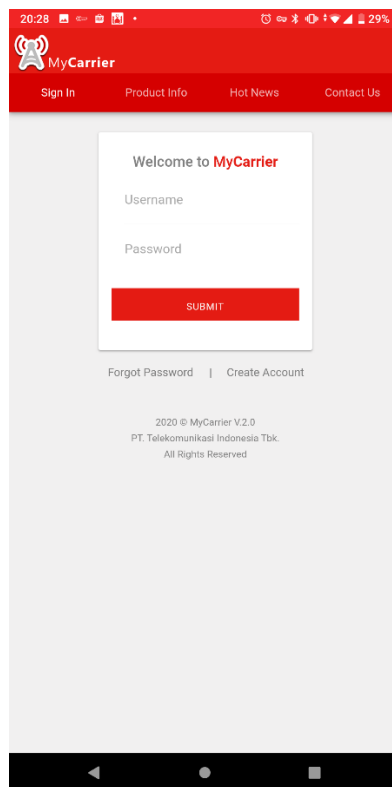 20:28
29%
MyCarrier
Sign In
Product Info
Hot News
Contact Us
Welcome to MyCarrier
Username
Password
SUBMIT
Forgot Password | Create Account
2020 © MyCarrier V.2.0
PT. Telekomunikasi Indonesia Tbk.
All Rights Reserved